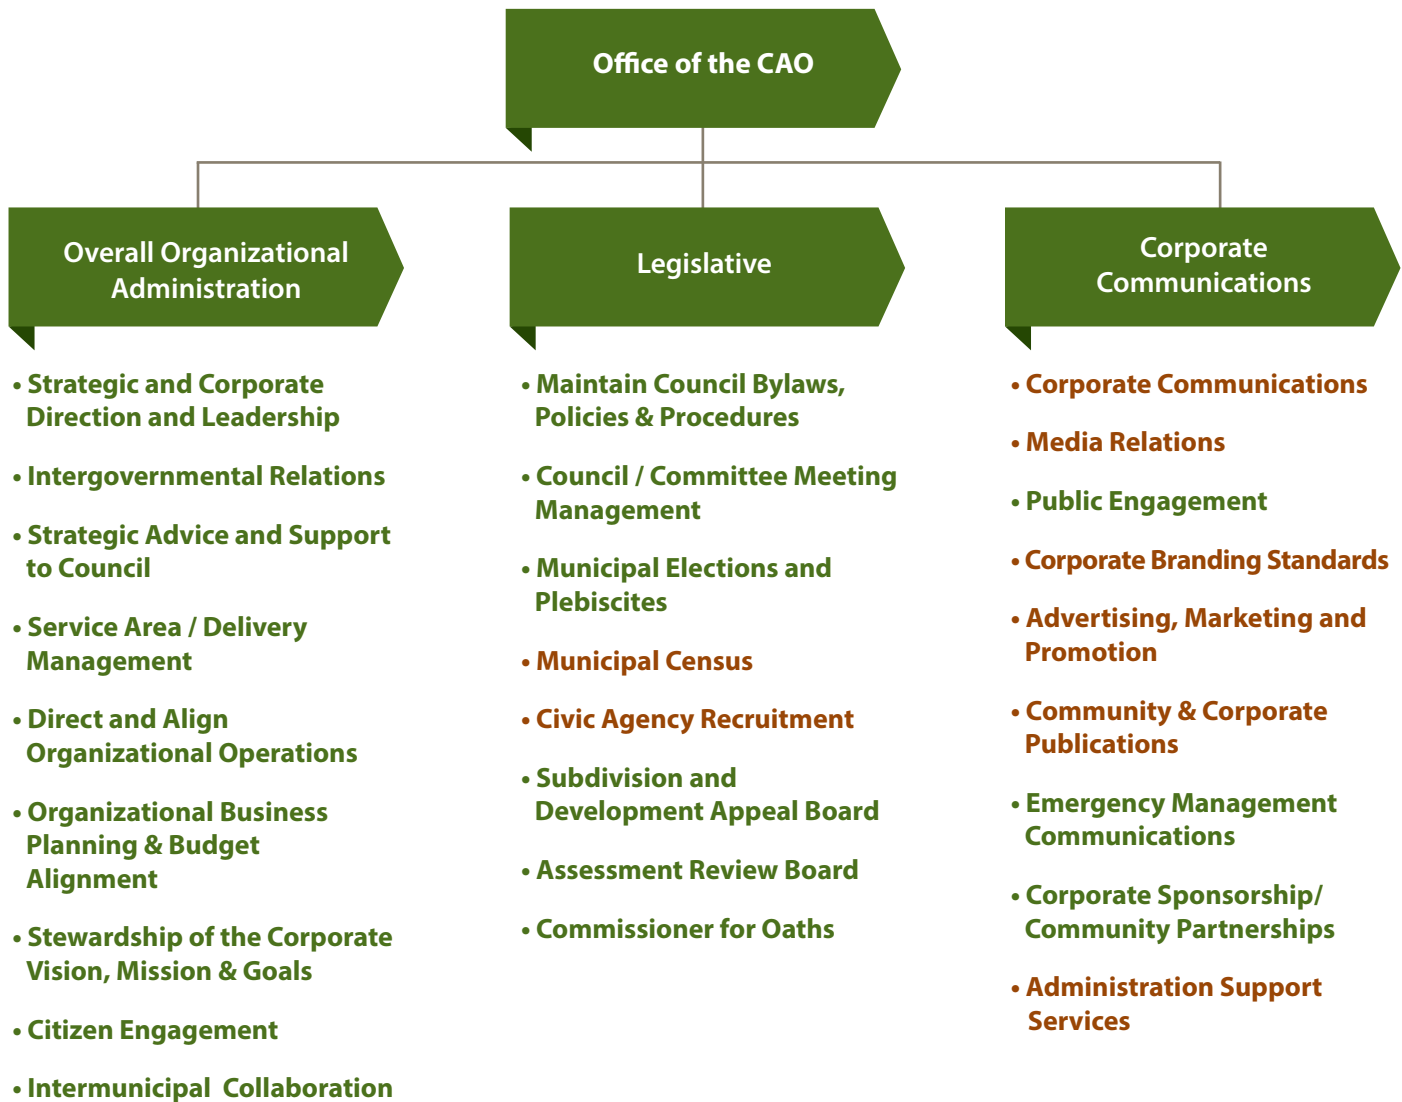 Office of the CAO
Overall Organizational
Administration
• Strategic and Corporate
Direction and Leadership
• Intergovernmental Relations
• Strategic Advice and Support
to Council
• Service Area / Delivery
Management
• Direct and Align
Organizational Operations
• Organizational Business
Planning & Budget
Alignment
• Stewardship of the Corporate
Vision, Mission & Goals
• Citizen Engagement
• Intermunicipal Collaboration
Legislative
• Maintain Council Bylaws,
Policies & Procedures
• Council / Committee Meeting
Management
• Municipal Elections and
Plebiscites
• Municipal Census
• Civic Agency Recruitment
• Subdivision and
Development Appeal Board
• Assessment Review Board
• Commissioner for Oaths
Corporate
Communications
• Corporate Communications
• Media Relations
• Public Engagement
• Corporate Branding Standards
• Advertising, Marketing and
Promotion
• Community & Corporate
Publications
• Emergency Management
Communications
• Corporate Sponsorship/
Community Partnerships
• Administration Support
Services